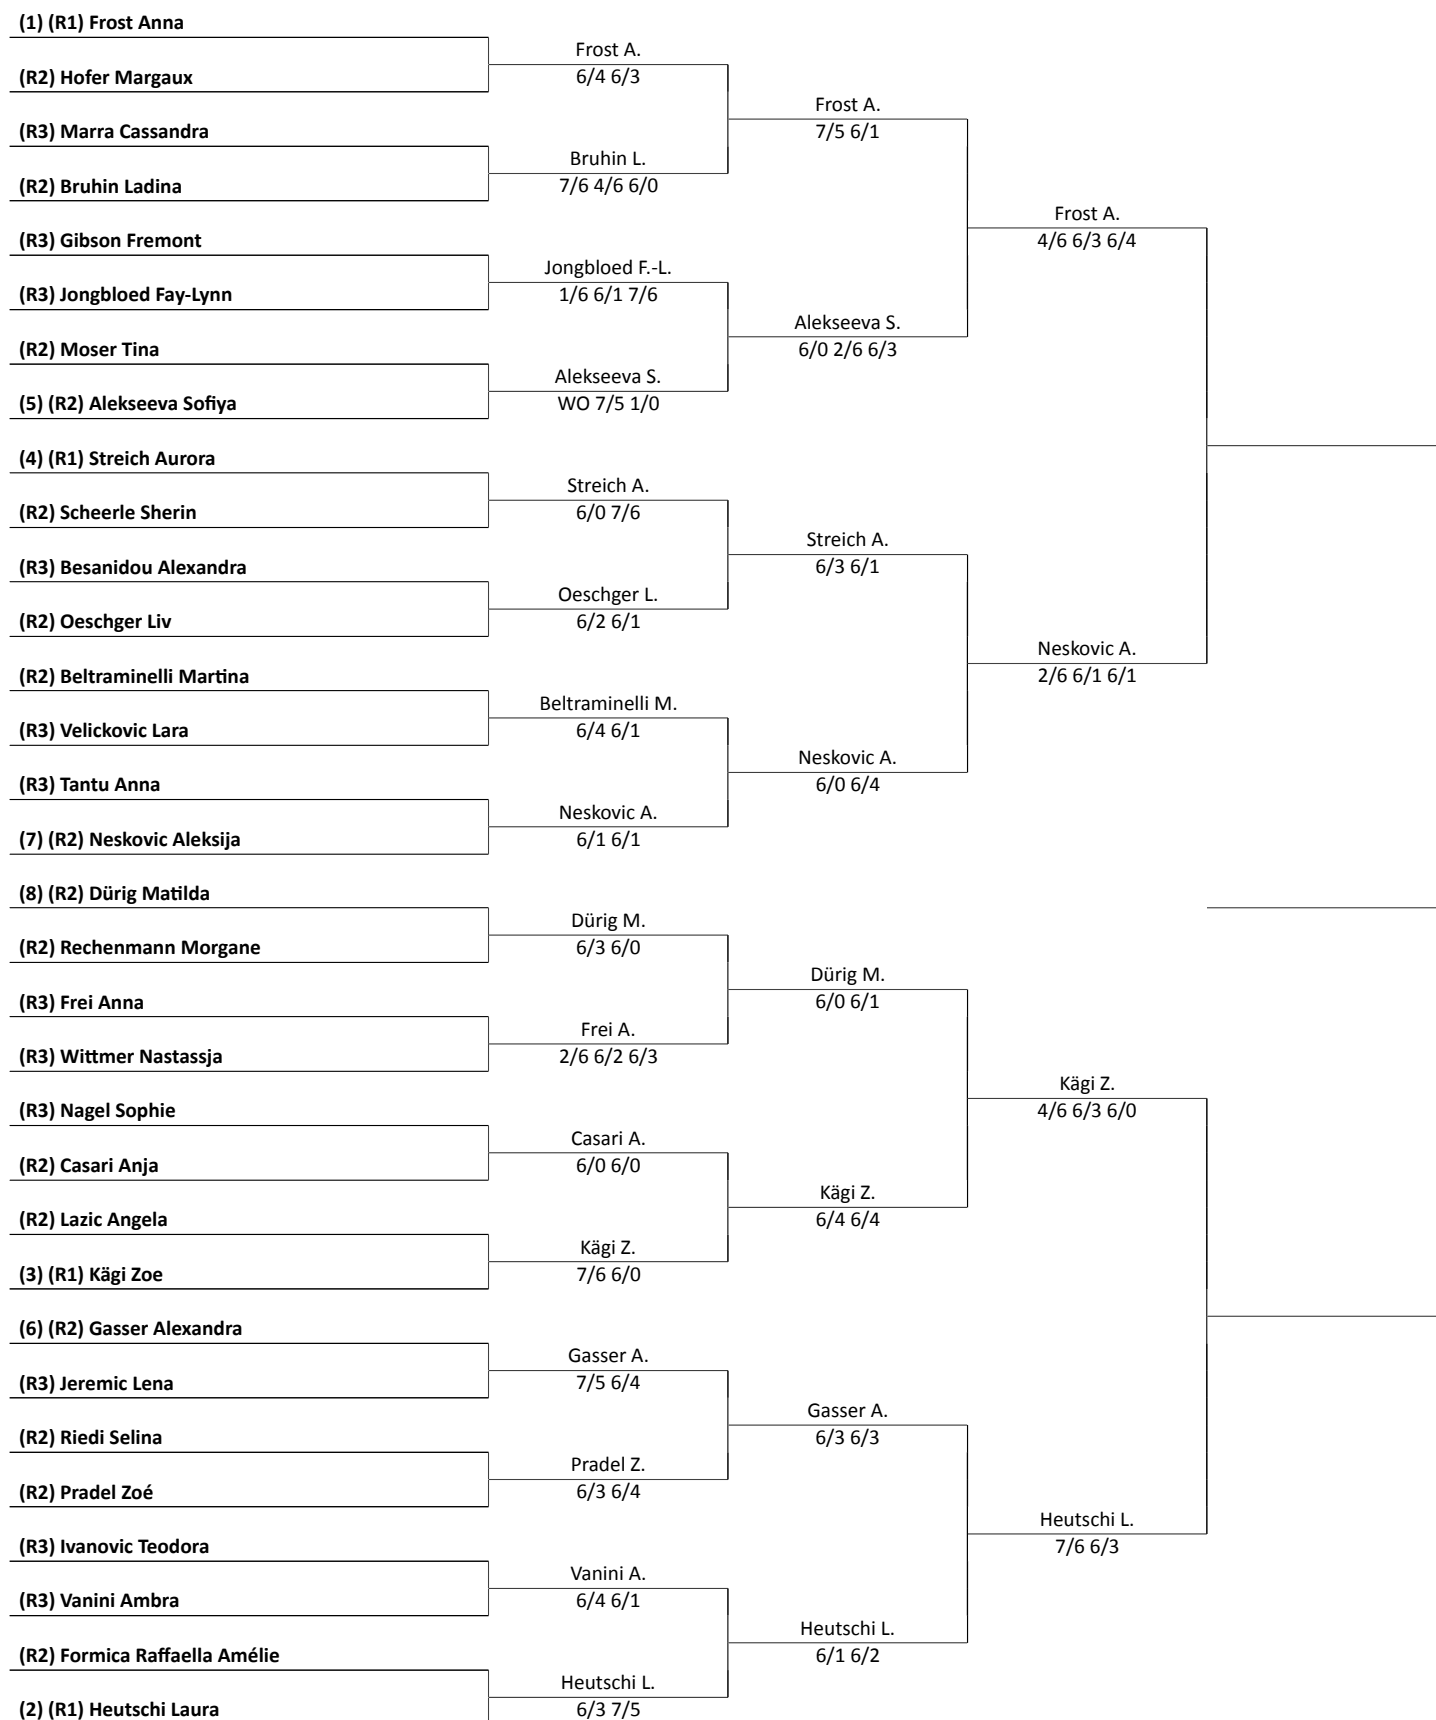 (1) (R1) Frost Anna
Frost A.
(R2) Hofer Margaux
6/4 6/3
Frost A.
(R3) Marra Cassandra
7/5 6/1
Bruhin L.
(R2) Bruhin Ladina
7/6 4/6 6/0
Frost A.
(R3) Gibson Fremont
4/6 6/3 6/4
Jongbloed F.-L.
(R3) Jongbloed Fay-Lynn
1/6 6/1 7/6
Alekseeva S.
(R2) Moser Tina
6/0 2/6 6/3
Alekseeva S.
(5) (R2) Alekseeva Sofiya
WO 7/5 1/0
(4) (R1) Streich Aurora
Streich A.
(R2) Scheerle Sherin
6/0 7/6
Streich A.
(R3) Besanidou Alexandra
6/3 6/1
Oeschger L.
(R2) Oeschger Liv
6/2 6/1
Neskovic A.
(R2) Beltraminelli Martina
2/6 6/1 6/1
Beltraminelli M.
(R3) Velickovic Lara
6/4 6/1
Neskovic A.
(R3) Tantu Anna
6/0 6/4
Neskovic A.
(7) (R2) Neskovic Aleksija
6/1 6/1
(8) (R2) Dürig Matilda
Dürig M.
(R2) Rechenmann Morgane
6/3 6/0
Dürig M.
(R3) Frei Anna
6/0 6/1
Frei A.
(R3) Wittmer Nastassja
2/6 6/2 6/3
Kägi Z.
(R3) Nagel Sophie
4/6 6/3 6/0
Casari A.
(R2) Casari Anja
6/0 6/0
Kägi Z.
(R2) Lazic Angela
6/4 6/4
Kägi Z.
(3) (R1) Kägi Zoe
7/6 6/0
(6) (R2) Gasser Alexandra
Gasser A.
(R3) Jeremic Lena
7/5 6/4
Gasser A.
(R2) Riedi Selina
6/3 6/3
Pradel Z.
(R2) Pradel Zoé
6/3 6/4
Heutschi L.
(R3) Ivanovic Teodora
7/6 6/3
Vanini A.
(R3) Vanini Ambra
6/4 6/1
Heutschi L.
(R2) Formica Raffaella Amélie
6/1 6/2
Heutschi L.
(2) (R1) Heutschi Laura
6/3 7/5